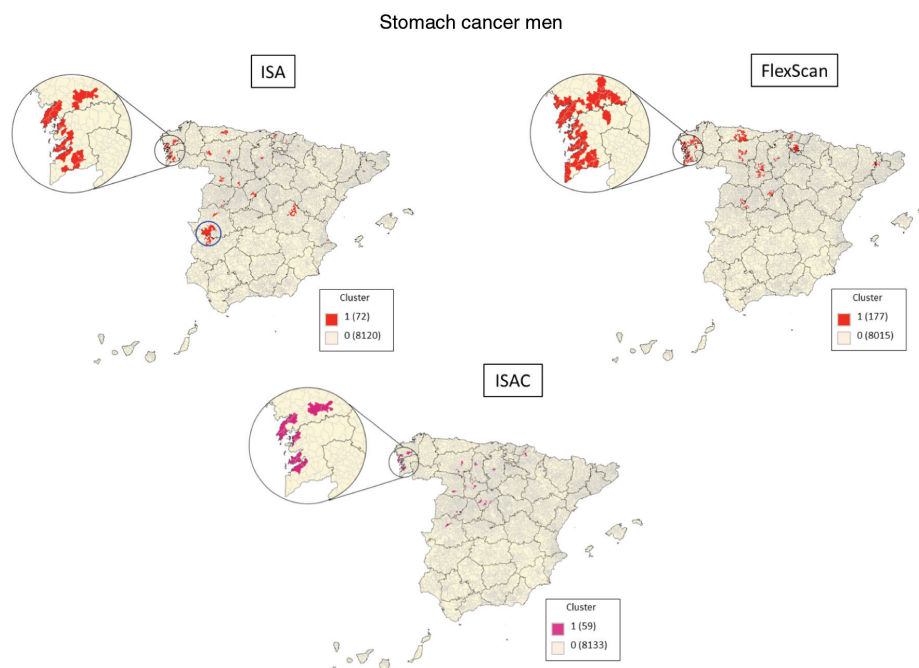 Stomach cancer men
ISA
FlexScan
Cluster
1 (72)
0 (8120)
Cluster
1 (177)
0 (8015)
ISAC
Cluster
1 (59)
0 (8133)